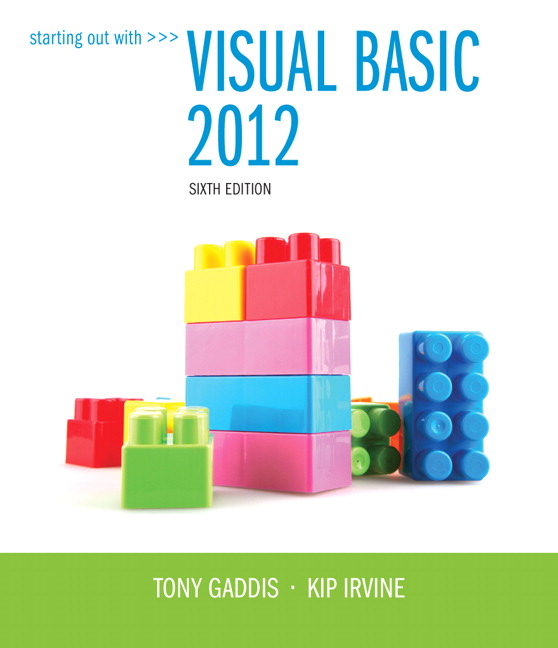 starting out with >>>
VISUAL BASIC
2012
SIXTH EDITION
TONY GADDIS · KIP IRVINE